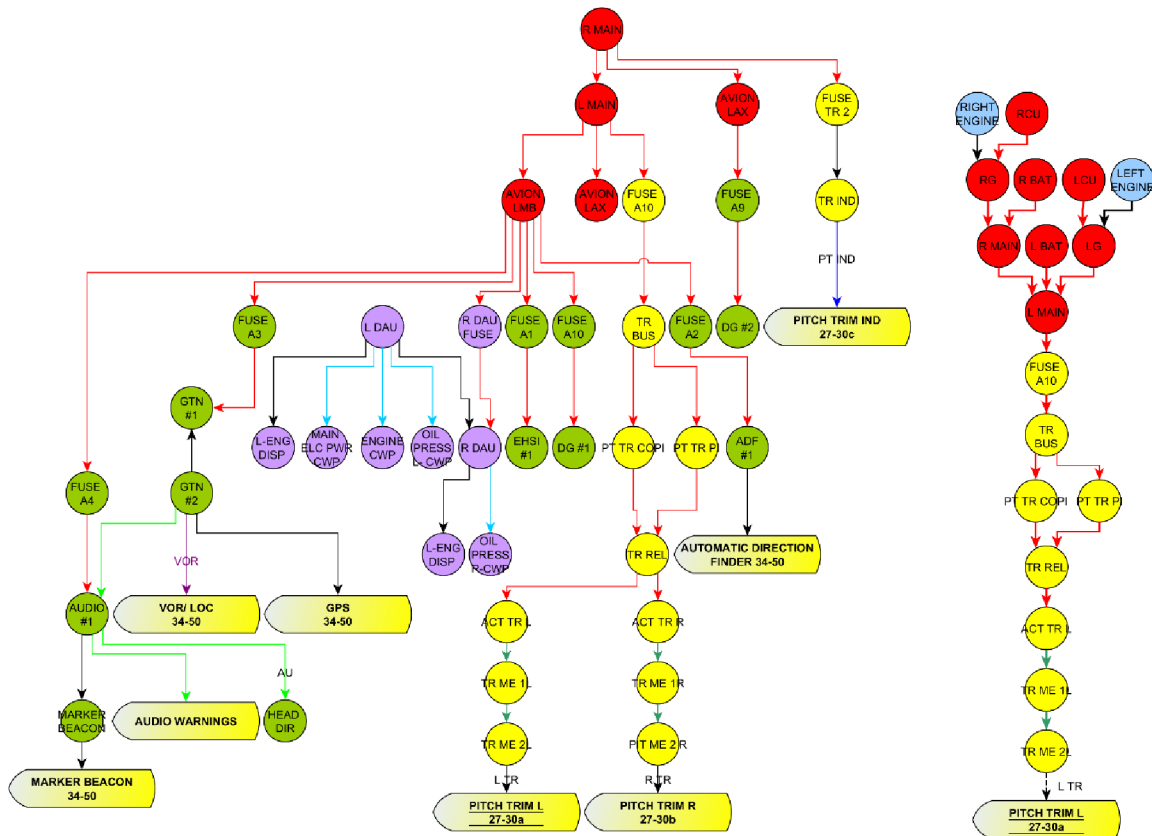 R MAIN
L MAIN
AVION
LAX
FUSE
TR 2
RIGHT
ENGINE
RCU
AVION
LMB
AVION
LAX
FUSE
A10
FUSE
A9
TR IND
RG
R BAT
LCU
LEFT
ENGINE
R MAIN
L BAT
LG
PT IND
FUSE
A3
L DAU
R DAU
FUSE
FUSE
A1
FUSE
A10
TR
BUS
FUSE
A2
DG #2
PITCH TRIM IND
27-30c
L MAIN
FUSE
A10
GTN
#1
L-ENG
DISP
MAIN
ELC PWR
CWP
ENGINE
CWP
OIL
PRESS
L- CWP
R DAU
EHSI
#1
DG #1
PT TR COPI
PT TR PI
ADF
#1
TR
BUS
FUSE
A4
GTN
#2
PT TR COPI
PT TR PI
L-ENG
DISP
OIL
PRESS
R-CWP
TR REL
AUTOMATIC DIRECTION
FINDER 34-50
VOR
TR REL
AUDIO
#1
VOR/ LOC
34-50
GPS
34-50
ACT TR L
ACT TR R
ACT TR L
AU
TR ME 1L
TR ME 1R
TR ME 1L
MARKER
BEACON
AUDIO WARNINGS
HEAD
DIR
TR ME 2L
PIT ME 2 R
TR ME 2L
L TR
R TR
L TR
MARKER BEACON
34-50
PITCH TRIM L
27-30a
PITCH TRIM R
27-30b
PITCH TRIM L
27-30a